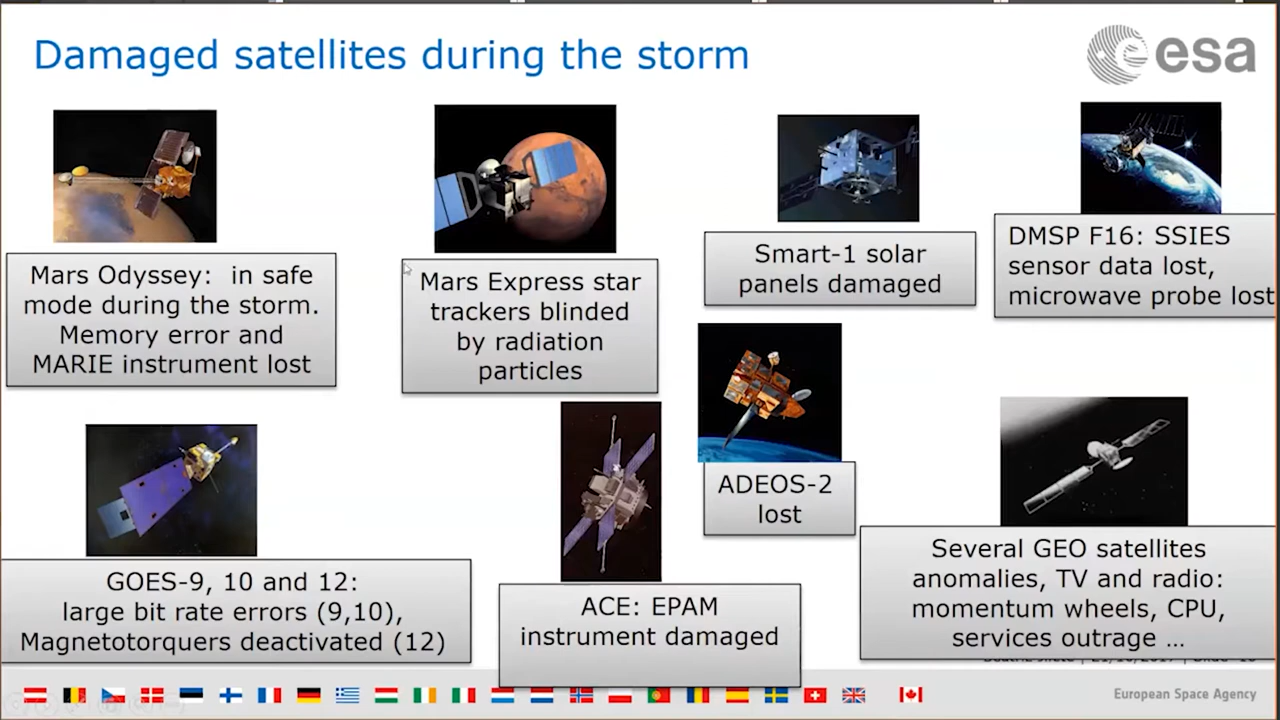 Damaged satellites during the storm
esa
Mars Odyssey: in safe
mode during the storm.
Memory error and
MARIE instrument lost
Mars Express star
trackers blinded
by radiation
particles
Smart-1 solar
panels damaged
DMSP F16: SSIES
sensor data lost,
microwave probe lost
GOES-9, 10 and 12:
large bit rate errors (9,10),
Magnetotorquers deactivated (12)
ACE: EPAM
instrument damaged
ADEOS-2
lost
Several GEO satellites
anomalies, TV and radio:
momentum wheels, CPU,
services outrage ...
European Space Agency